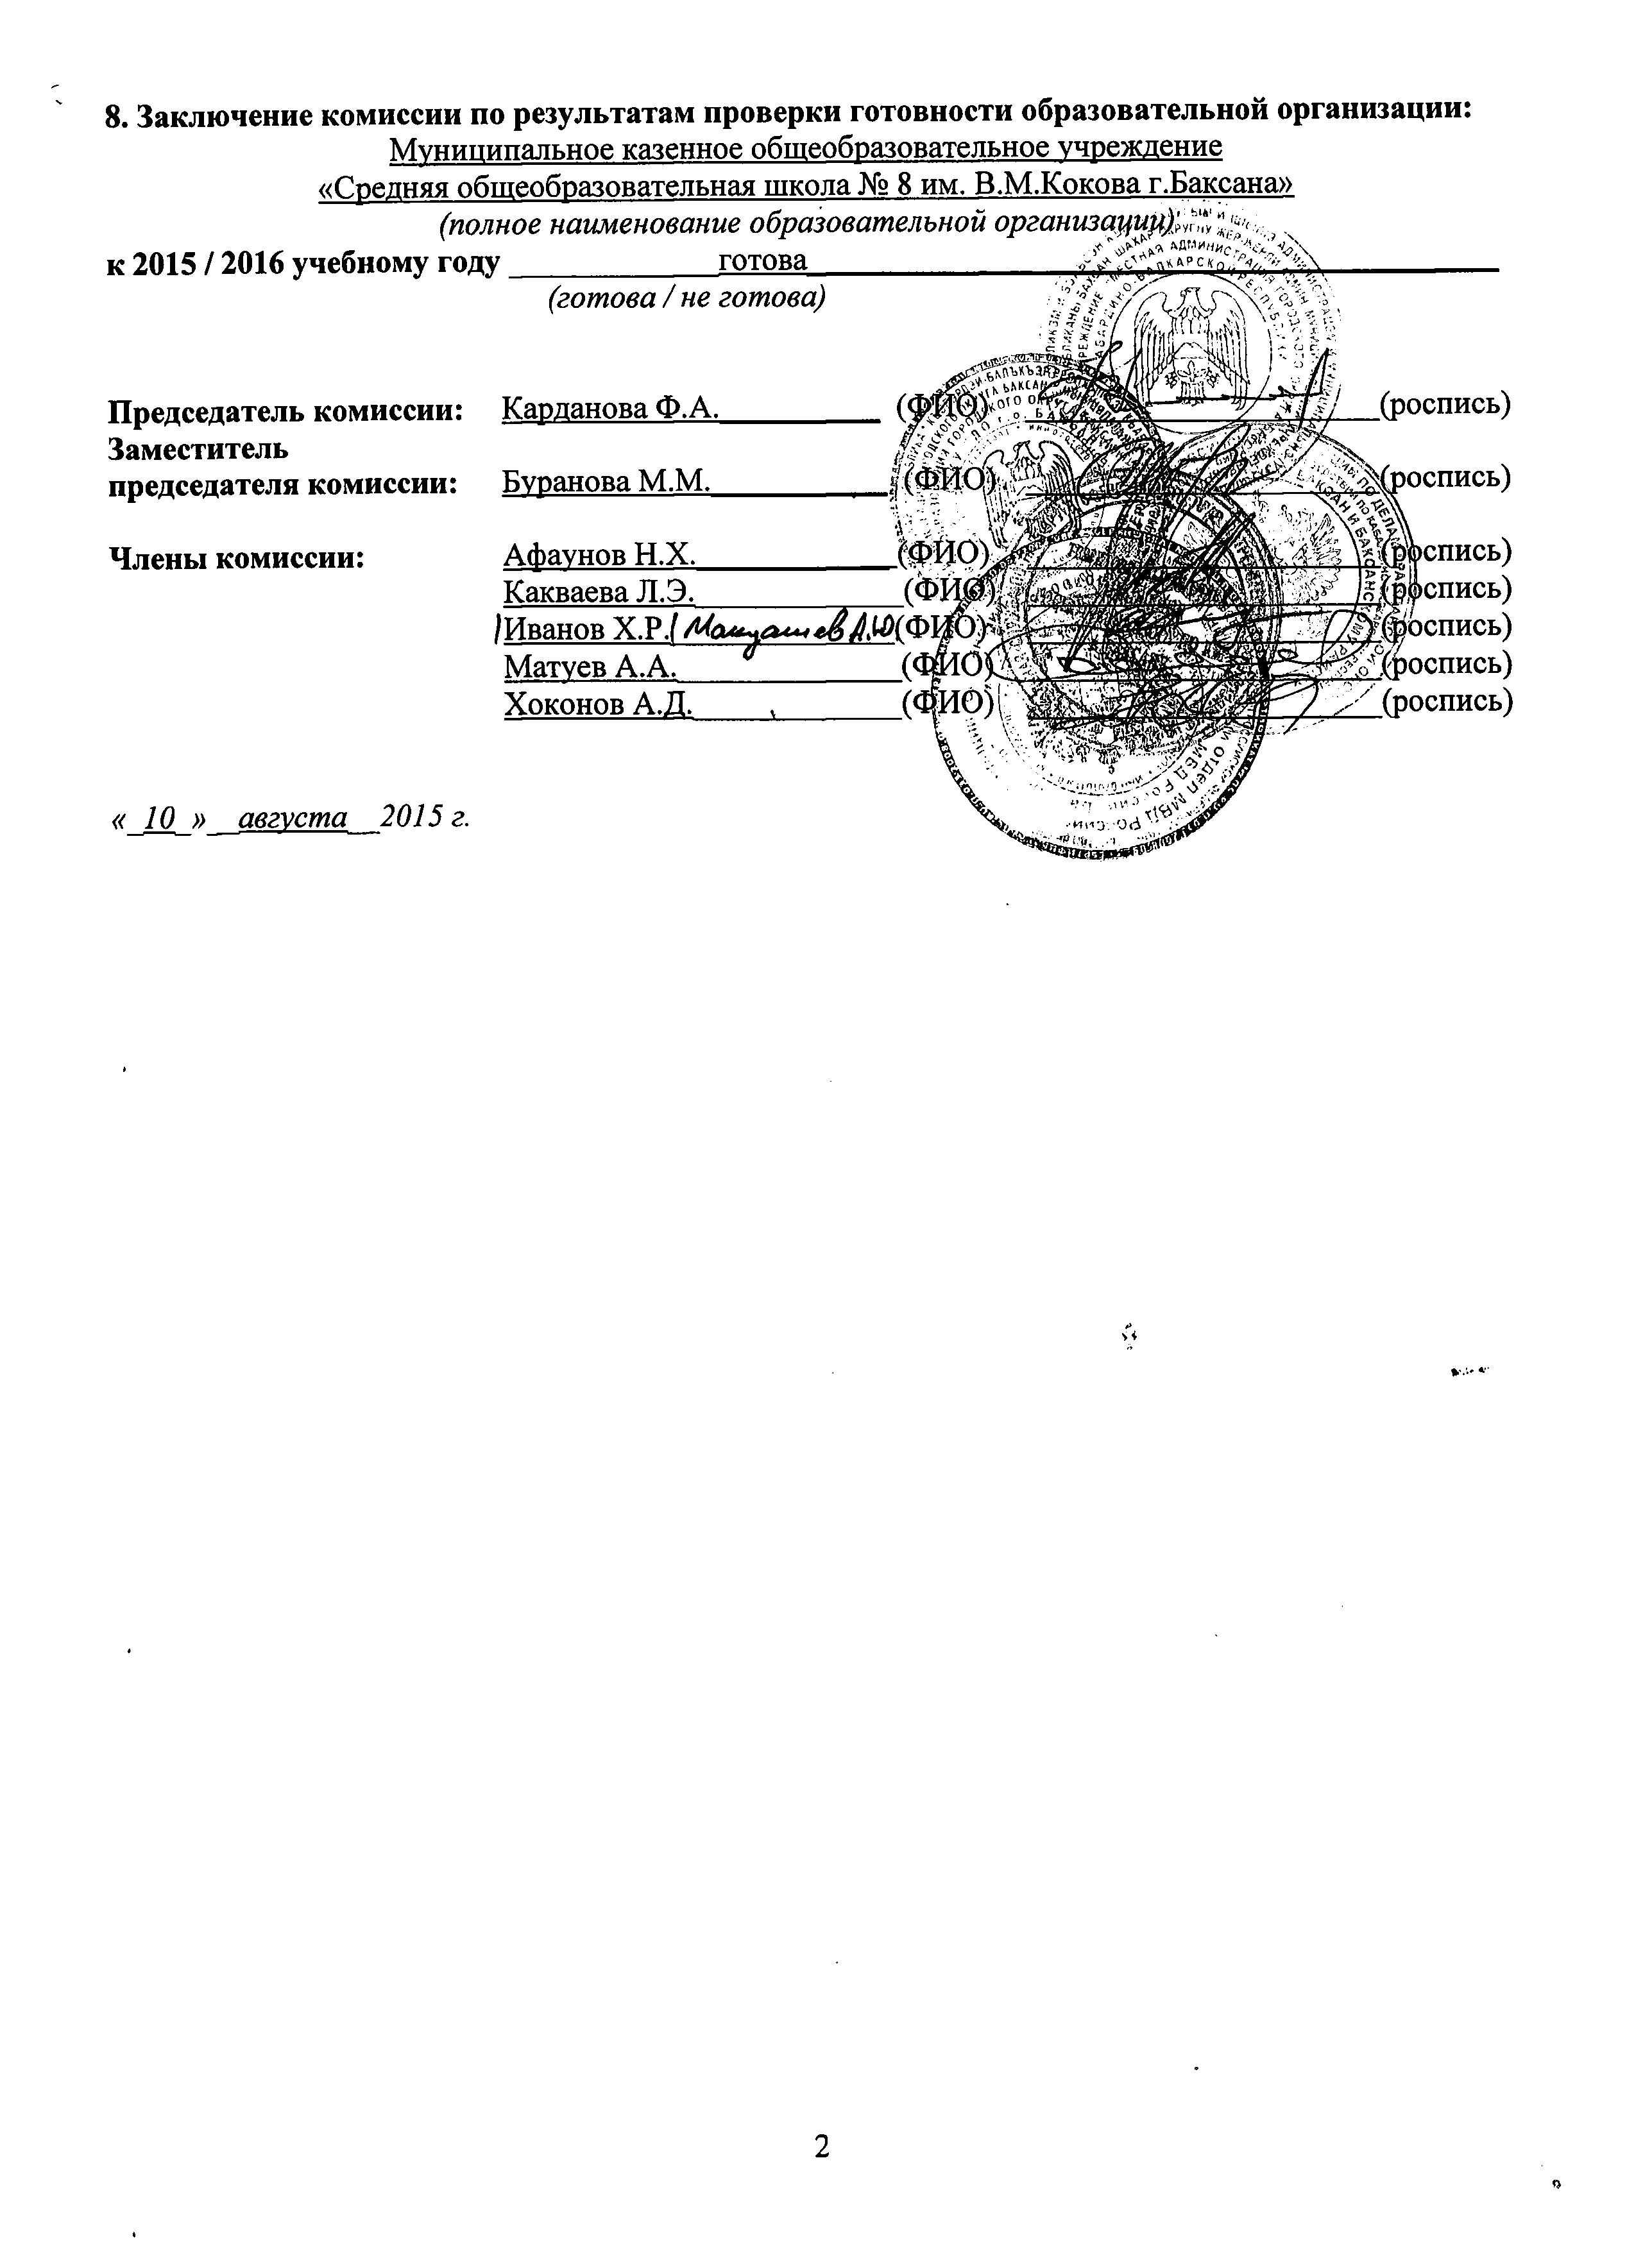 8. Заключение комиссии по результатам проверки готовности образовательной организации:
Муниципальное казенное общеобразовательное учреждение
«Средняя общеобразовательная школа № 8 им. В.М.Кокова г.Баксана»
(полное наименование образовательной организации)
к 2015 / 2016 учебному году готова
(готова / не готова)
Председатель комиссии: Карданова Ф.А. (ФИО) (роспись)
Заместитель
председателя комиссии: Буранова М.М. (ФИО) (роспись)
Члены комиссии: Афаунов Н.Х. (ФИО) (роспись)
Какваева Л.Э. (ФИО) (роспись)
Иванов Х.Р. (ФИО) (роспись)
Матуев А.А. (ФИО) (роспись)
Хоконов А.Д. (ФИО) (роспись)
« 10 » августа 2015 г.
2